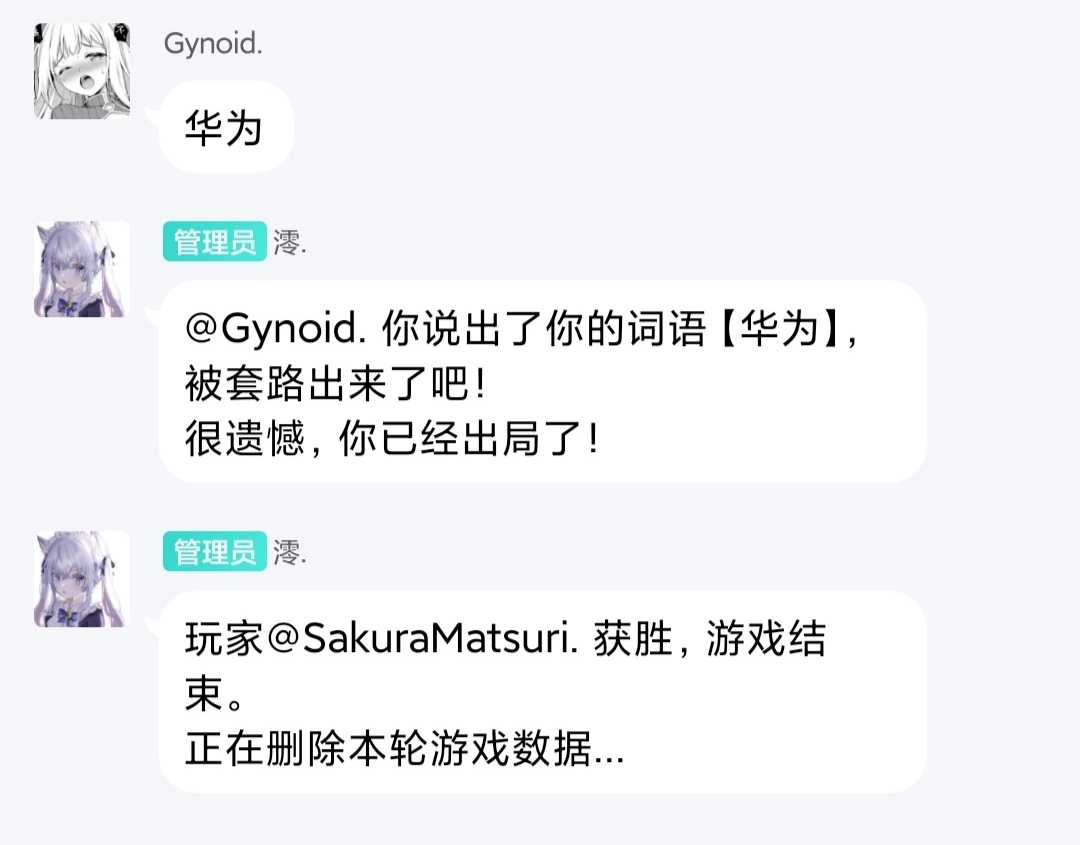 Gynoid.
华为
管理员 澪.
@Gynoid. 你说出了你的词语【华为】,
被套路出来了吧!
很遗憾, 你已经出局了!
管理员 澪.
玩家@SakuraMatsuri. 获胜, 游戏结
束。
正在删除本轮游戏数据...